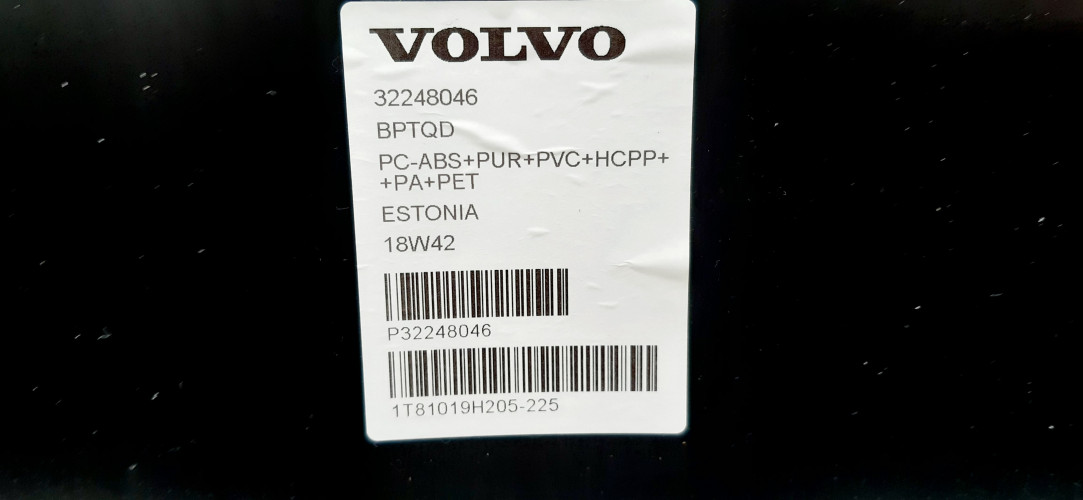 VOLVO
32248046
BPTQD
PC-ABS+PUR+PVC+HCPP+
+PA+PET
ESTONIA
18W42
P32248046
1T81019H205-225